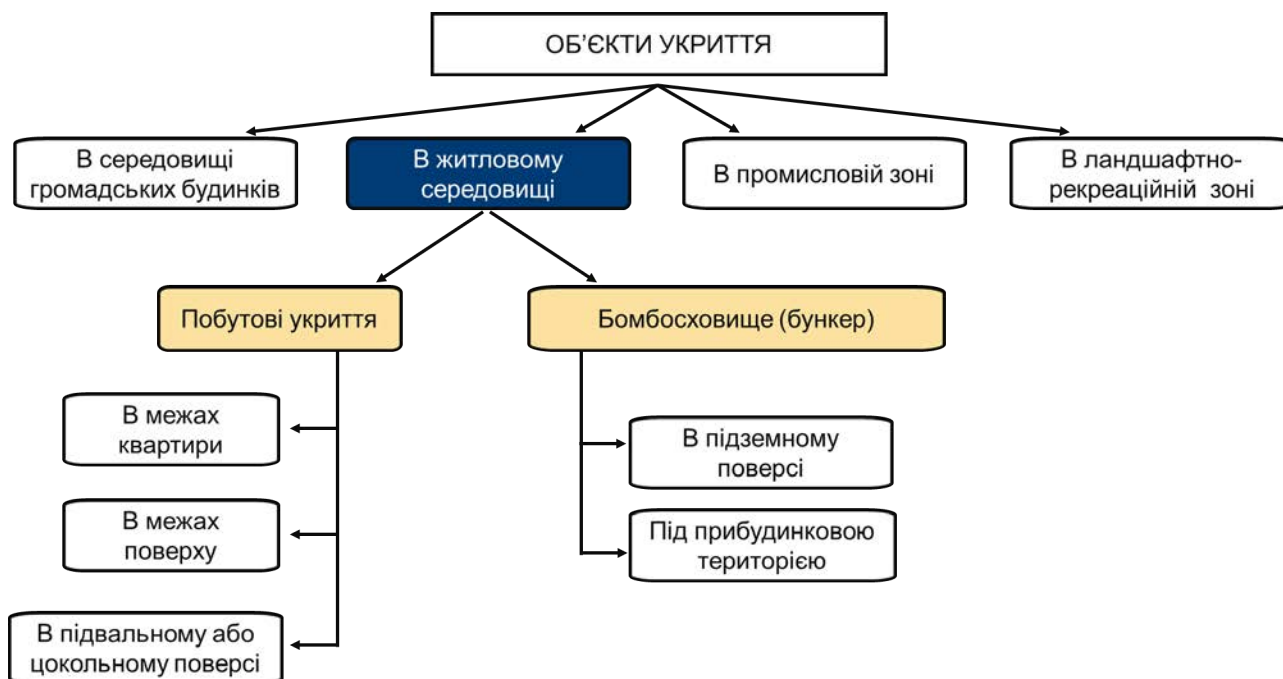 ОБ’ЄКТИ УКРИТТЯ
В середовищі
громадських будинків
В житловому
середовищі
В промисловій зоні
В ландшафтно-
рекреаційній зоні
Побутові укриття
Бомбосховище (бункер)
В межах
квартири
В межах
поверху
В підвальному або
цокольному поверсі
В підземному
поверсі
Під прибудинковою
територією